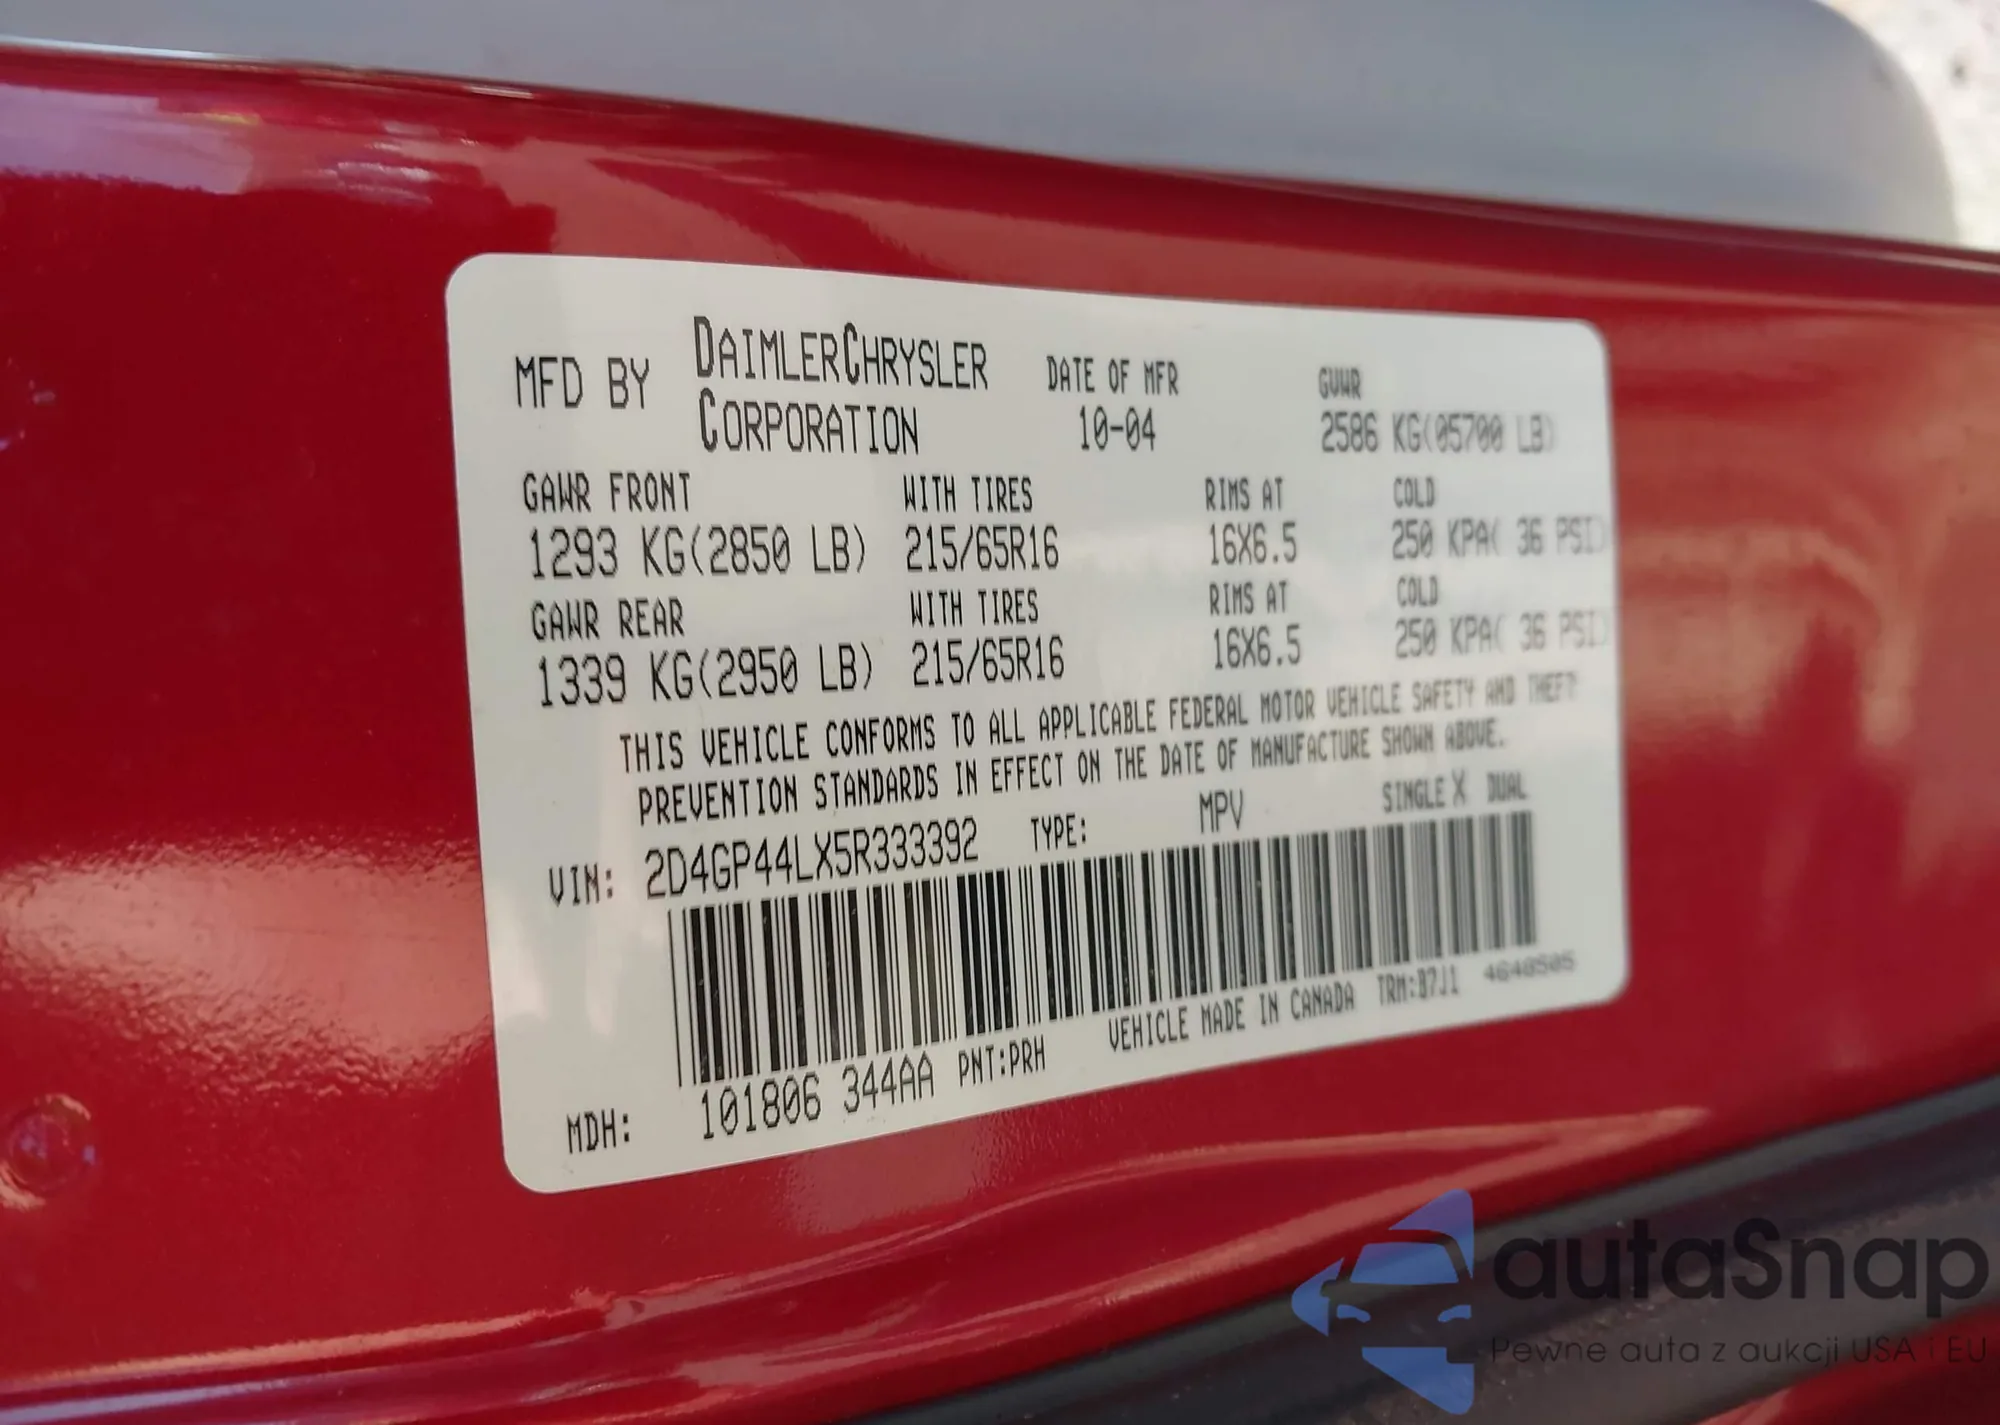 MFD BY DAIMLERCHRYSLER CORPORATION DATE OF MFR 10-04 GVWR 2586 KG(05700 LB)
GAWR FRONT WITH TIRES RIMS AT COLD
1293 KG(2850 LB) 215/65R16 16X6.5 250 KPA( 36 PSI)
GAWR REAR WITH TIRES RIMS AT COLD
1339 KG(2950 LB) 215/65R16 16X6.5 250 KPA( 36 PSI)
THIS VEHICLE CONFORMS TO ALL APPLICABLE FEDERAL MOTOR VEHICLE SAFETY AND THEFT
PREVENTION STANDARDS IN EFFECT ON THE DATE OF MANUFACTURE SHOWN ABOVE.
VIN: 2D4GP44LX5R333392 TYPE: MPV SINGLE X DUAL
MDH: 101806 344AA PNT:PRH VEHICLE MADE IN CANADA TRM:B7J1 4648505
autaSnap
Pewne auta z aukcji USA i EU